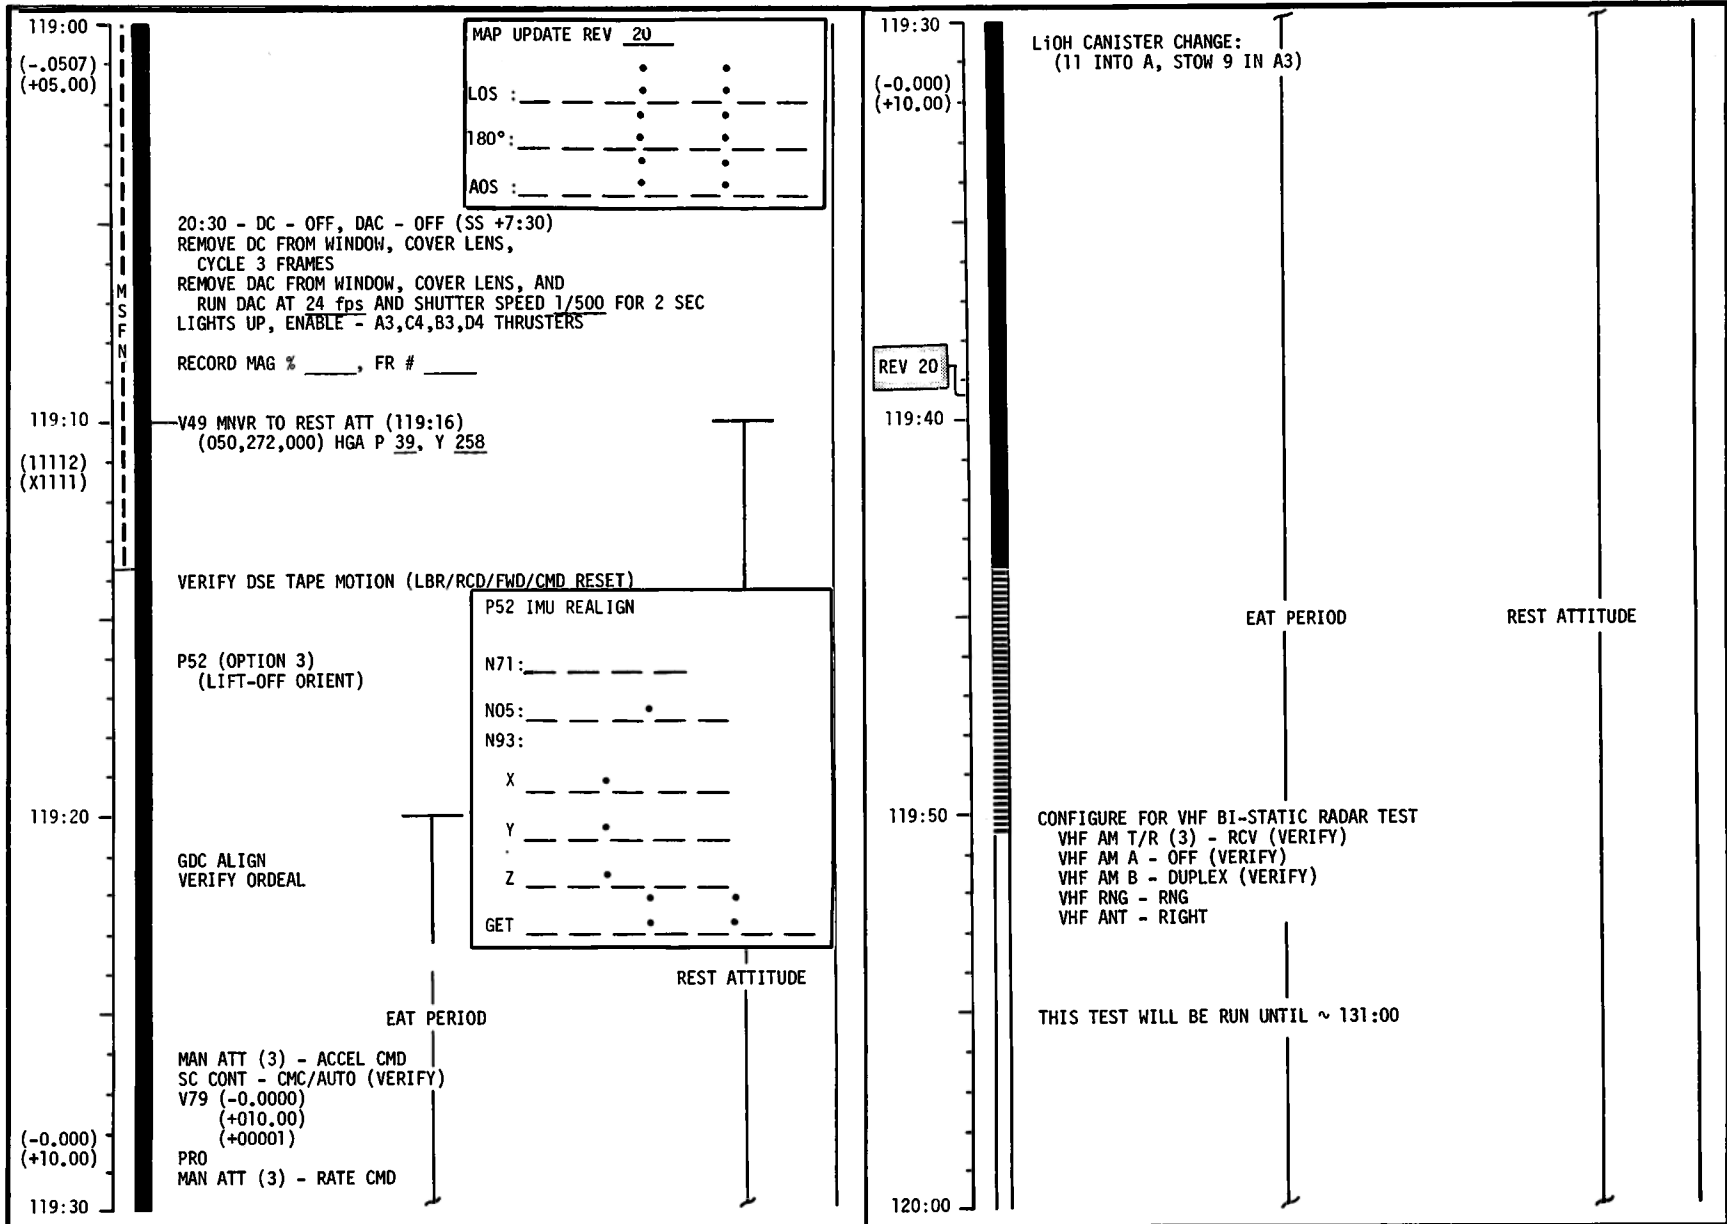 119:00
(-.0507)
(+05.00)
MAP UPDATE REV 20
LOS :
180°:
AOS :
20:30 - DC - OFF, DAC - OFF (SS +7:30)
REMOVE DC FROM WINDOW, COVER LENS,
CYCLE 3 FRAMES
REMOVE DAC FROM WINDOW, COVER LENS, AND
RUN DAC AT 24 fps AND SHUTTER SPEED 1/500 FOR 2 SEC
LIGHTS UP, ENABLE - A3,C4,B3,D4 THRUSTERS
MSFN
RECORD MAG % _____, FR # _____
119:10
V49 MNVR TO REST ATT (119:16)
(050,272,000) HGA P 39, Y 258
(11112)
(X1111)
VERIFY DSE TAPE MOTION (LBR/RCD/FWD/CMD RESET)
P52 IMU REALIGN
N71:
N05:
N93:
X
Y
Z
GET
P52 (OPTION 3)
(LIFT-OFF ORIENT)
119:20
GDC ALIGN
VERIFY ORDEAL
REST ATTITUDE
EAT PERIOD
MAN ATT (3) - ACCEL CMD
SC CONT - CMC/AUTO (VERIFY)
V79 (-0.0000)
(+010.00)
(+00001)
(-0.000)
(+10.00)
PRO
MAN ATT (3) - RATE CMD
119:30
119:30
LiOH CANISTER CHANGE:
(11 INTO A, STOW 9 IN A3)
(-0.000)
(+10.00)
REV 20
119:40
EAT PERIOD
REST ATTITUDE
119:50
CONFIGURE FOR VHF BI-STATIC RADAR TEST
VHF AM T/R (3) - RCV (VERIFY)
VHF AM A - OFF (VERIFY)
VHF AM B - DUPLEX (VERIFY)
VHF RNG - RNG
VHF ANT - RIGHT
THIS TEST WILL BE RUN UNTIL ~ 131:00
120:00